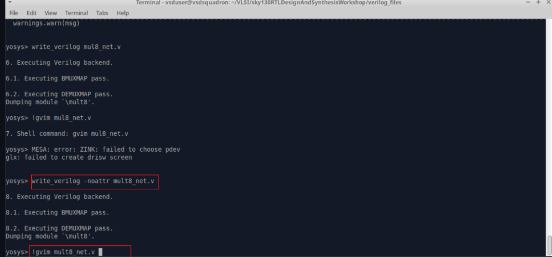 Terminal - vsduser@vsdsquadron: ~/VLSI/sky130RTLDesignAndSynthesisWorkshop/verilog_files
File Edit View Terminal Tabs Help
warnings.warn(msg)
yosys> write_verilog mul8_net.v
6. Executing Verilog backend.
6.1. Executing BMUXMAP pass.
6.2. Executing DEMUXMAP pass.
Dumping module `\mult8'.
yosys> !gvim mul8_net.v
7. Shell command: gvim mul8_net.v
yosys> MESA: error: ZINK: failed to choose pdev
glx: failed to create drisw screen
yosys> write_verilog -noattr mult8_net.v
8. Executing Verilog backend.
8.1. Executing BMUXMAP pass.
8.2. Executing DEMUXMAP pass.
Dumping module `\mult8'.
yosys> !gvim mult8_net.v